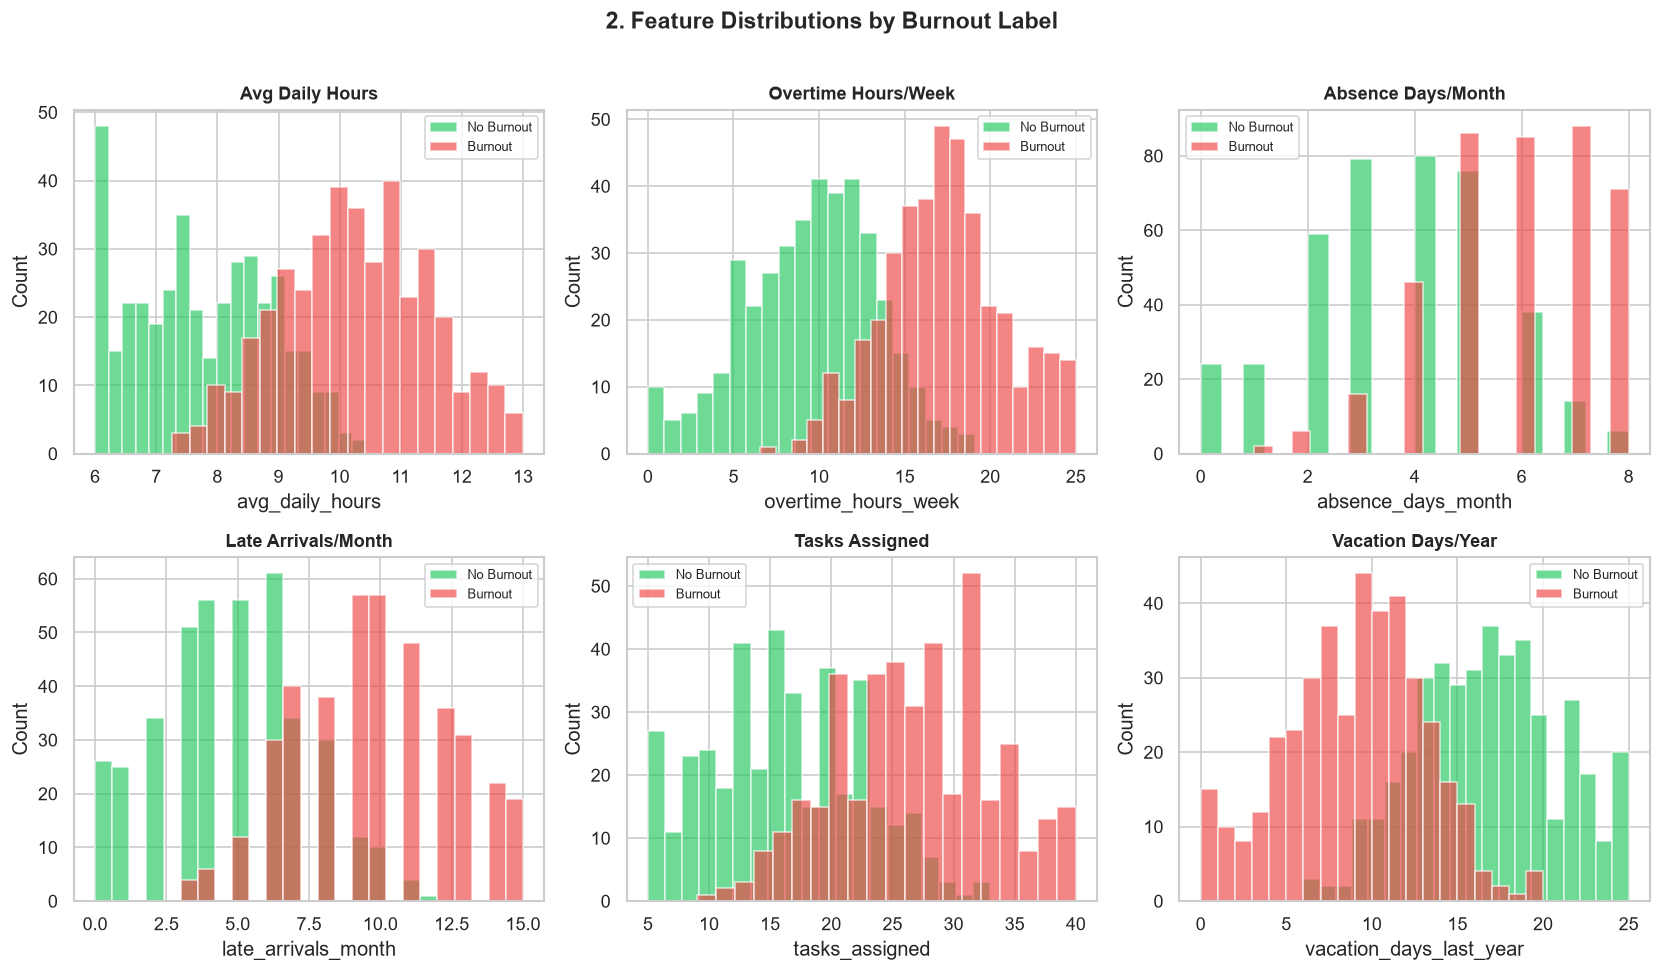 2. Feature Distributions by Burnout Label
Avg Daily Hours
No Burnout
Burnout
Count
50
40
30
20
10
0
6 7 8 9 10 11 12 13
avg_daily_hours
Overtime Hours/Week
No Burnout
Burnout
Count
50
40
30
20
10
0
0 5 10 15 20 25
overtime_hours_week
Absence Days/Month
No Burnout
Burnout
Count
80
60
40
20
0
0 2 4 6 8
absence_days_month
Late Arrivals/Month
No Burnout
Burnout
Count
60
50
40
30
20
10
0
0.0 2.5 5.0 7.5 10.0 12.5 15.0
late_arrivals_month
Tasks Assigned
No Burnout
Burnout
Count
50
40
30
20
10
0
5 10 15 20 25 30 35 40
tasks_assigned
Vacation Days/Year
No Burnout
Burnout
Count
40
30
20
10
0
0 5 10 15 20 25
vacation_days_last_year